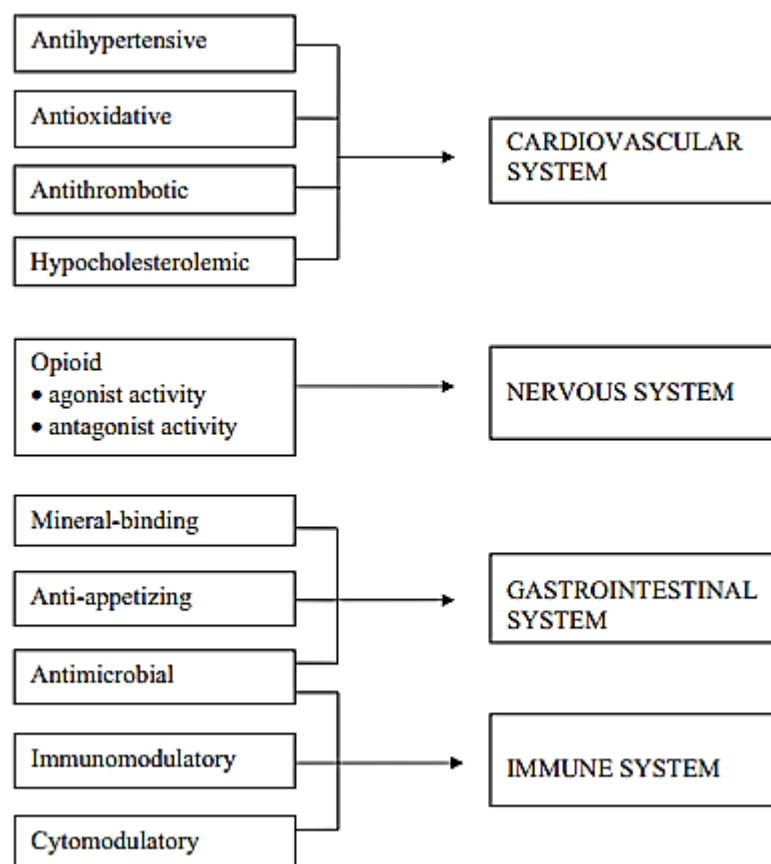 Antihypertensive
Antioxidative
Antithrombotic
Hypocholesterolemic
CARDIOVASCULAR
SYSTEM
Opioid
• agonist activity
• antagonist activity
NERVOUS SYSTEM
Mineral-binding
Anti-appetizing
Antimicrobial
GASTROINTESTINAL
SYSTEM
Immunomodulatory
Cytomodulatory
IMMUNE SYSTEM